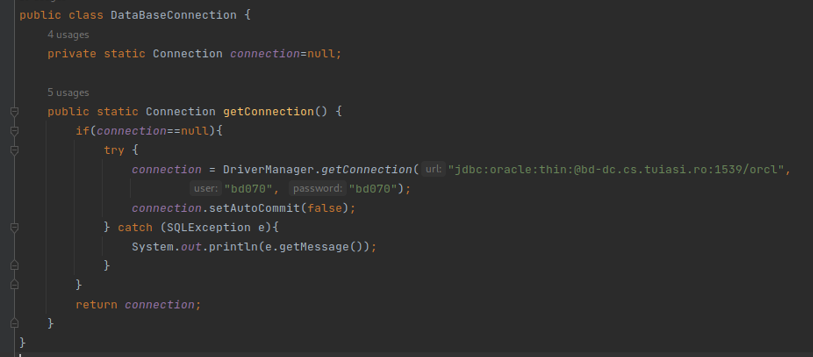 public class DataBaseConnection {
4 usages
private static Connection connection=null;
5 usages
public static Connection getConnection() {
if(connection==null){
try {
connection = DriverManager.getConnection( url: "jdbc:oracle:thin:@bd-dc.cs.tuiasi.ro:1539/orcl",
user: "bd070", password: "bd070");
connection.setAutoCommit(false);
} catch (SQLException e){
System.out.println(e.getMessage());
}
}
return connection;
}
}